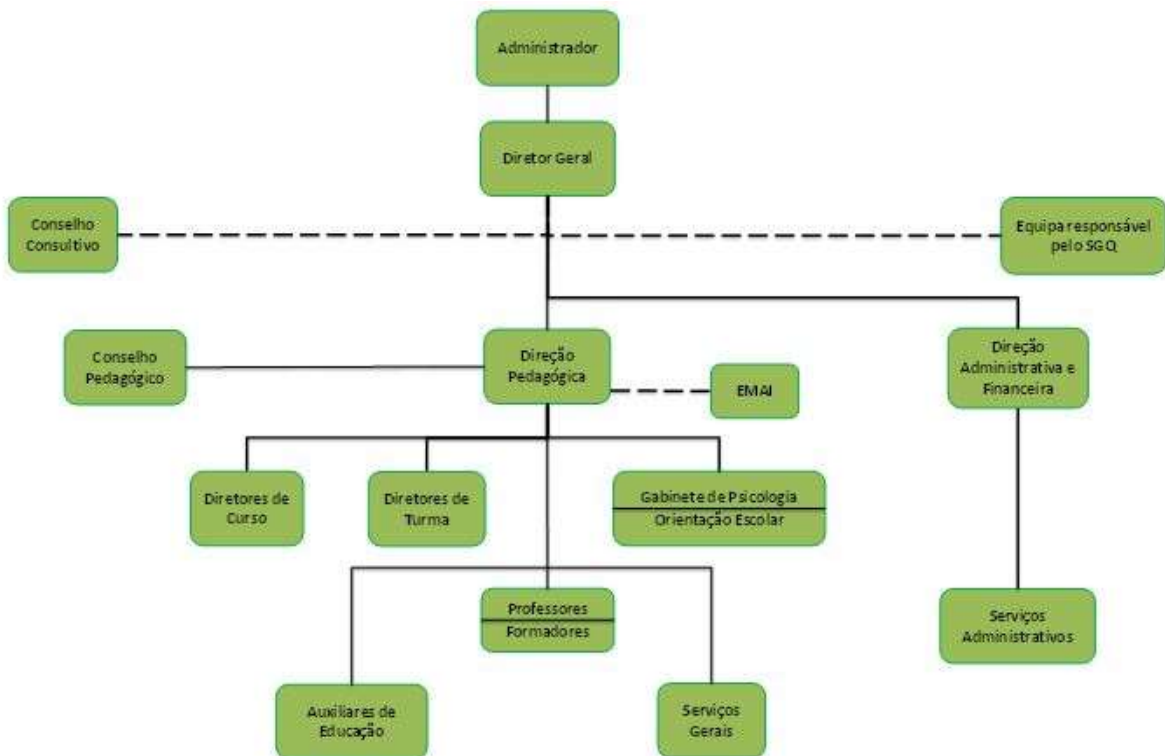 Administrador
Diretor Geral
Conselho
Consultivo
Equipa responsável
pelo SGQ
Conselho
Pedagógico
Direção
Pedagógica
EMAI
Direção
Administrativa e
Financeira
Diretores de
Curso
Diretores de
Turma
Gabinete de Psicologia
Orientação Escolar
Professores
Formadores
Serviços
Administrativos
Auxiliares de
Educação
Serviços
Gerais